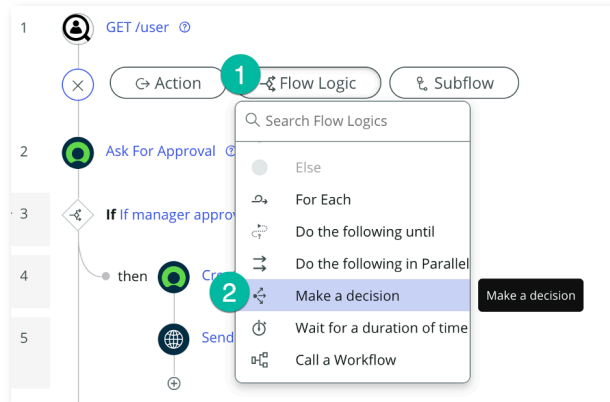 1 GET /user ?
Action 1 Flow Logic Subflow
Search Flow Logics
2 Ask For Approval ?
Else
For Each
3 If If manager approv
Do the following until
Do the following in Parallel
4 then Cre
2 Make a decision Make a decision
5 Send
Wait for a duration of time
Call a Workflow